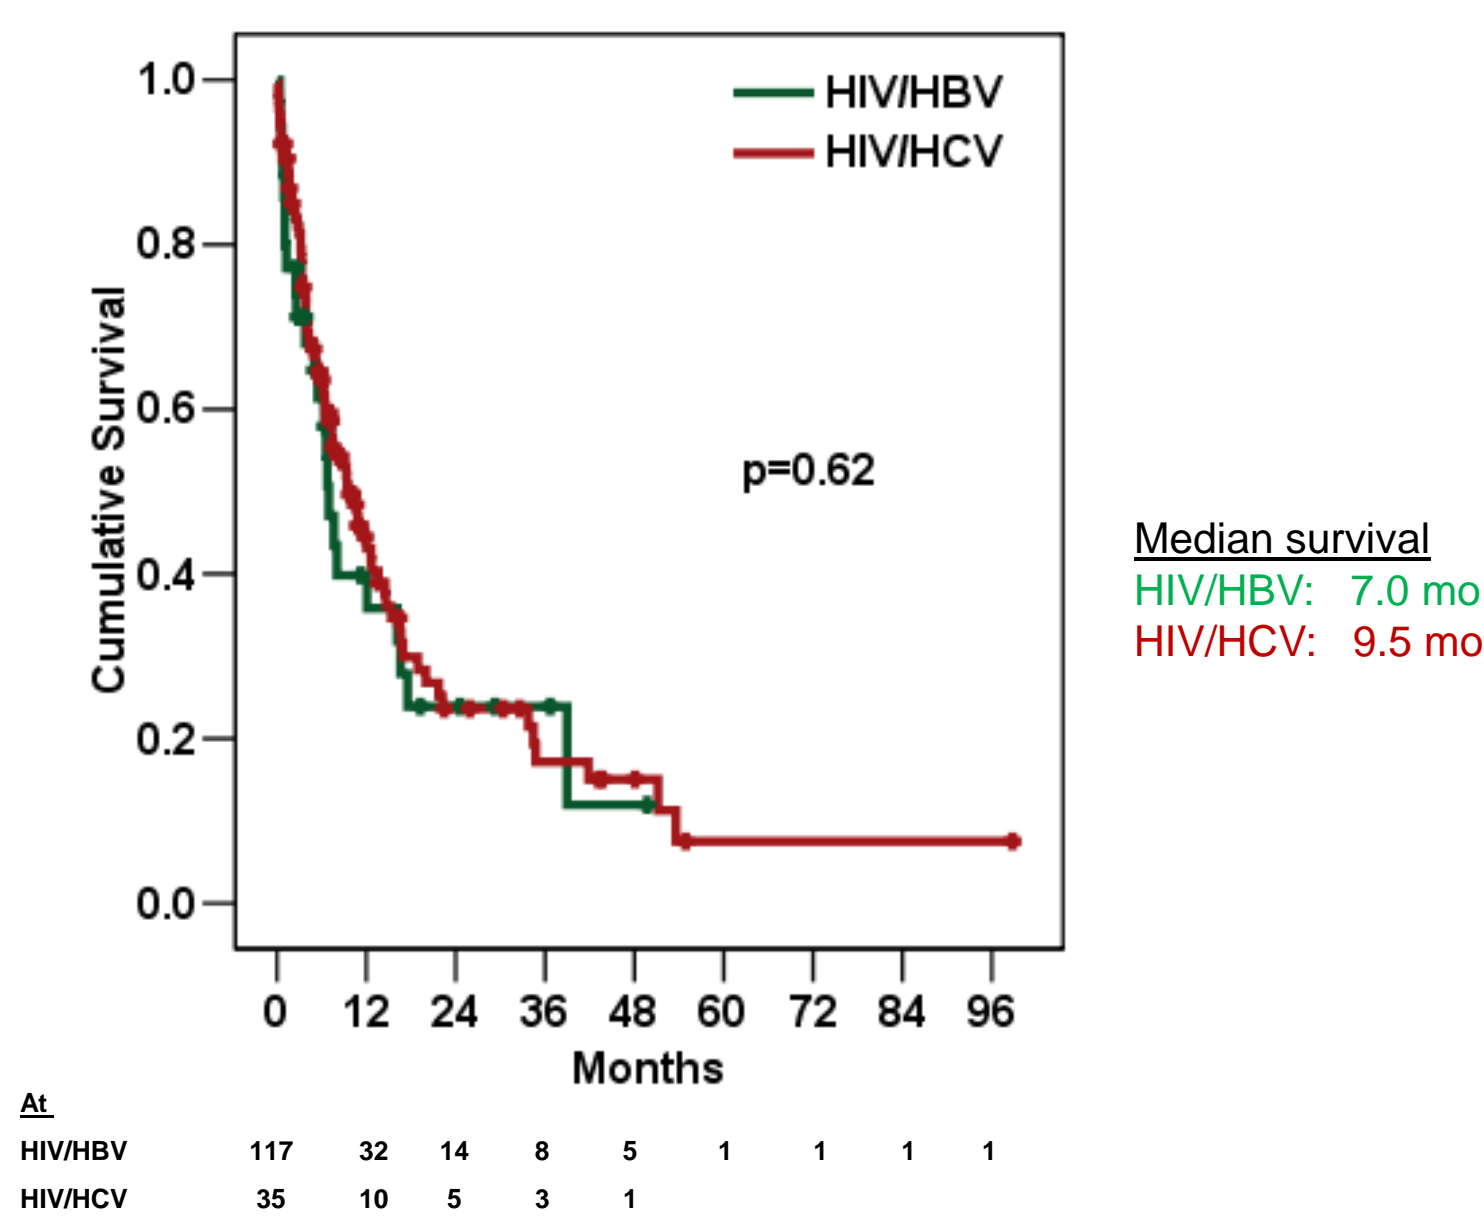 1.0
0.8
0.6
0.4
0.2
0.0
Cumulative Survival
HIV/HBV
HIV/HCV
p=0.62
Median survival
HIV/HBV: 7.0 mo
HIV/HCV: 9.5 mo
0 12 24 36 48 60 72 84 96
Months
At
HIV/HBV 117 32 14 8 5 1 1 1 1
HIV/HCV 35 10 5 3 1